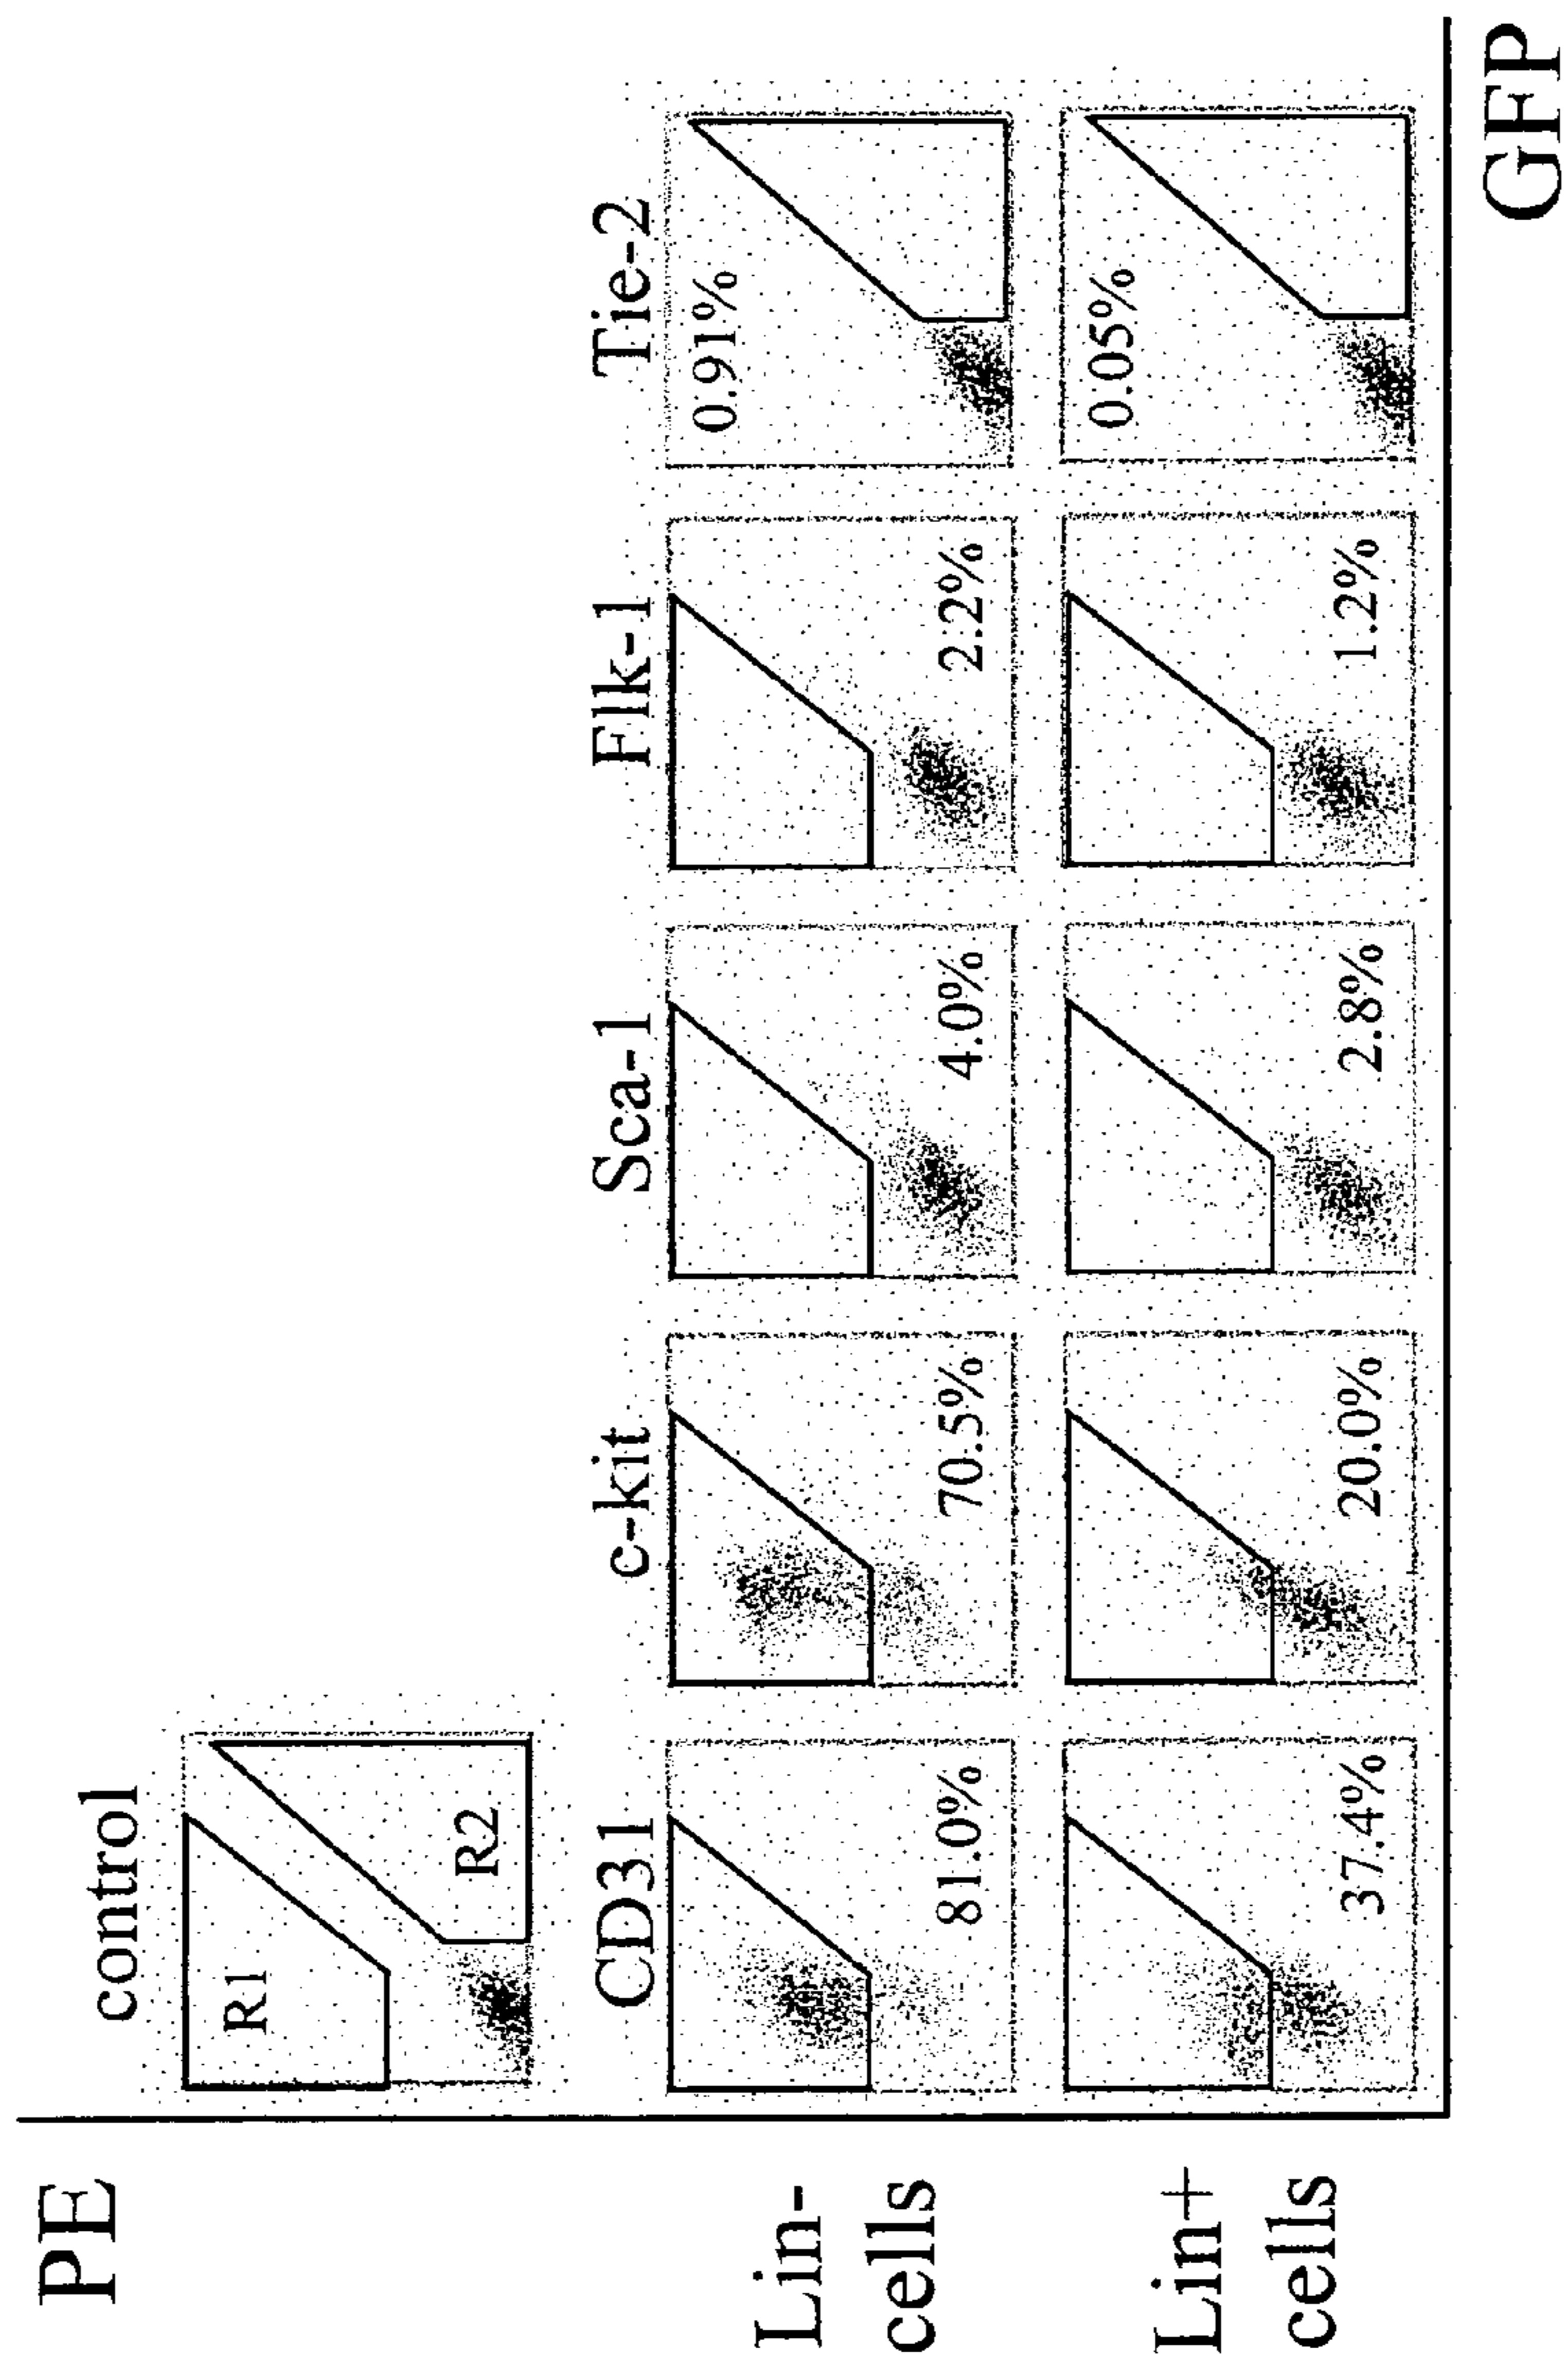 PE
control
R1
R2
CD31
c-kit
Sca-1
Flk-1
Tie-2
Lin-
cells
81.0%
70.5%
4.0%
2.2%
0.91%
Lin+
cells
37.4%
20.0%
2.8%
1.2%
0.05%
GFP